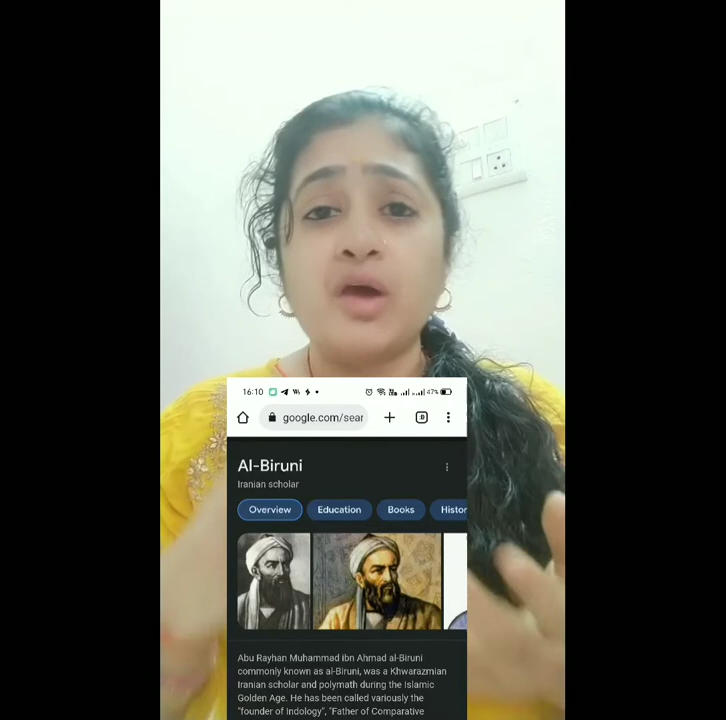 16:10
47%
google.com/sear
Al-Biruni
Iranian scholar
Overview Education Books Histor
Abu Rayhan Muhammad ibn Ahmad al-Biruni
commonly known as al-Biruni, was a Khwarazmian
Iranian scholar and polymath during the Islamic
Golden Age. He has been called variously the
"founder of Indology", "Father of Comparative